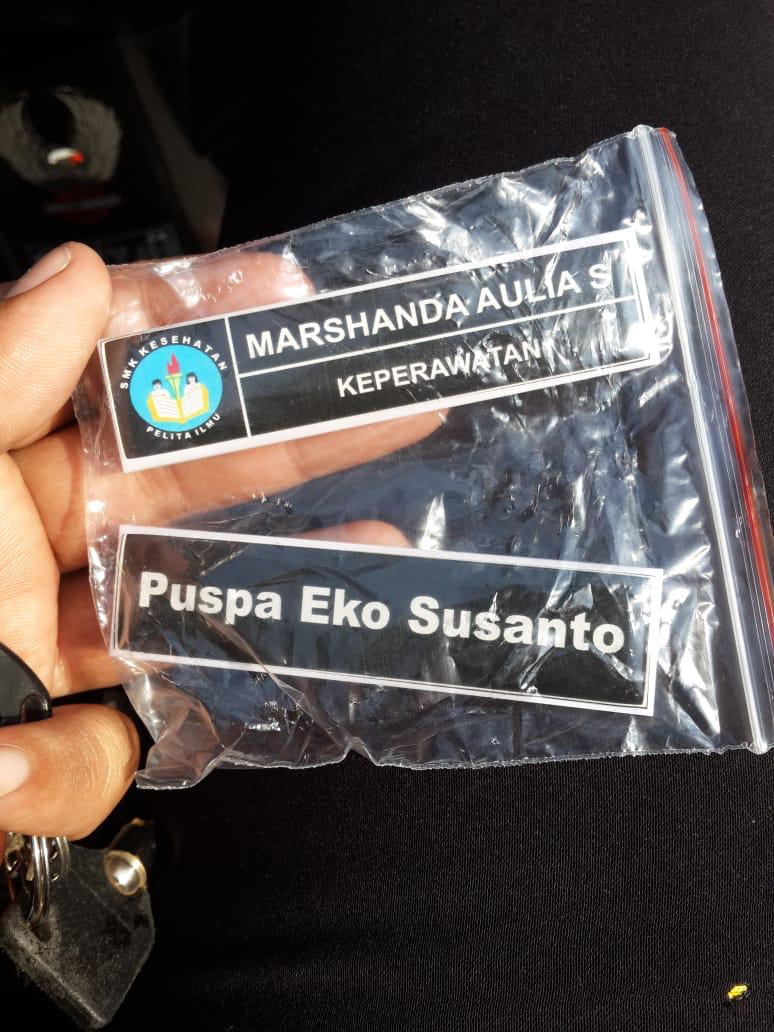 SMK KESEHATAN
PELITA ILMU
MARSHANDA AULIA S
KEPERAWATAN
Puspa Eko Susanto